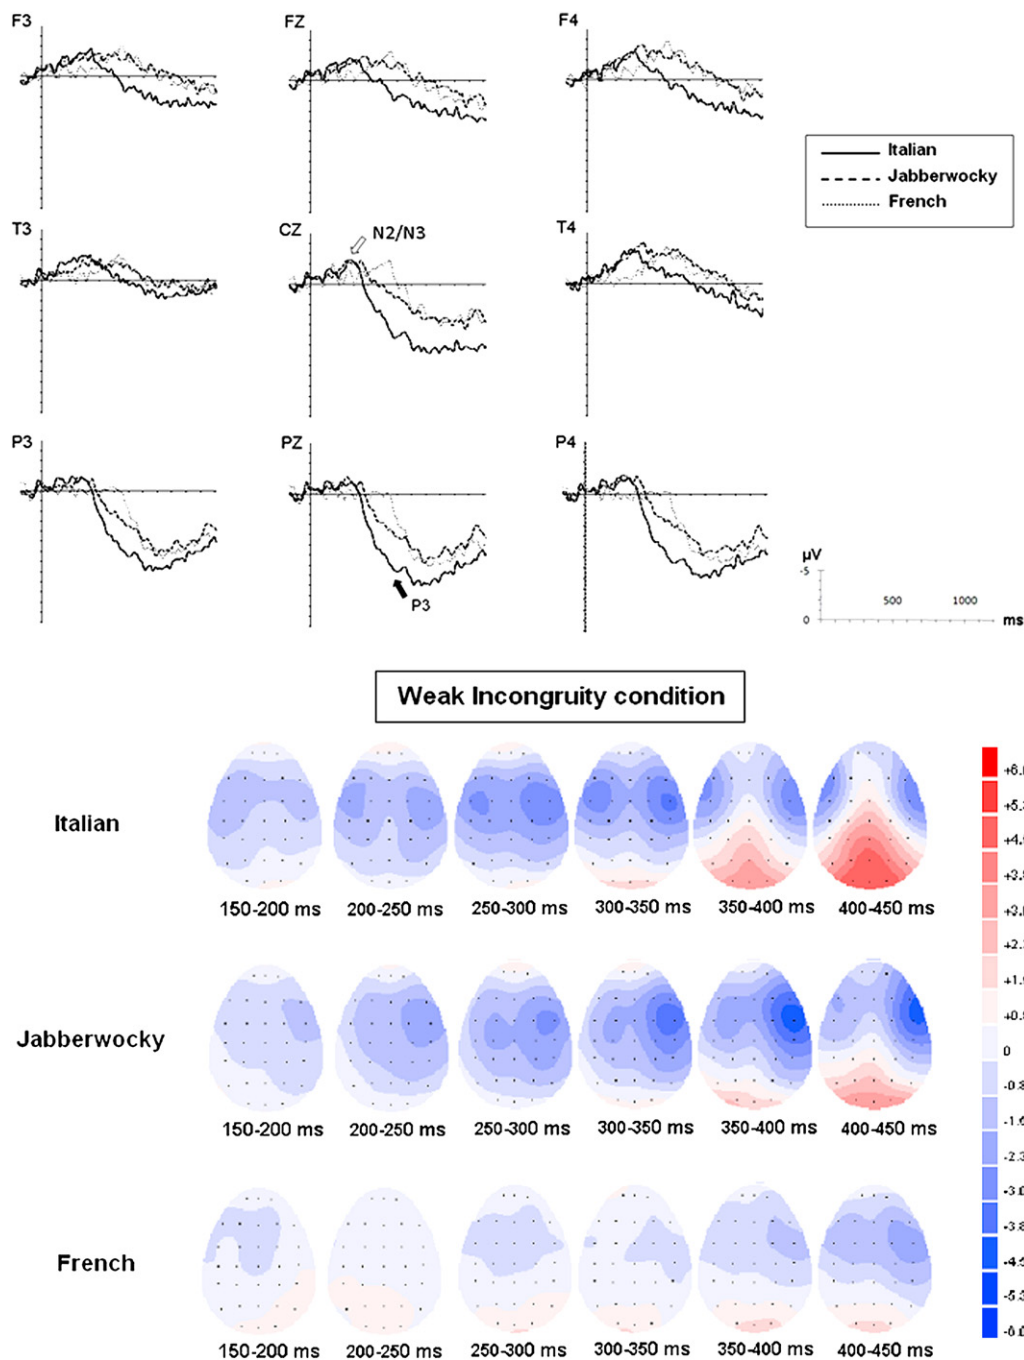 F3 FZ F4
Italian
Jabberwocky
French
T3 CZ T4
N2/N3
P3 PZ P4
P3
µV
-5
500 1000
0 ms
Weak Incongruity condition
Italian
150-200 ms 200-250 ms 250-300 ms 300-350 ms 350-400 ms 400-450 ms
Jabberwocky
150-200 ms 200-250 ms 250-300 ms 300-350 ms 350-400 ms 400-450 ms
French
150-200 ms 200-250 ms 250-300 ms 300-350 ms 350-400 ms 400-450 ms
0